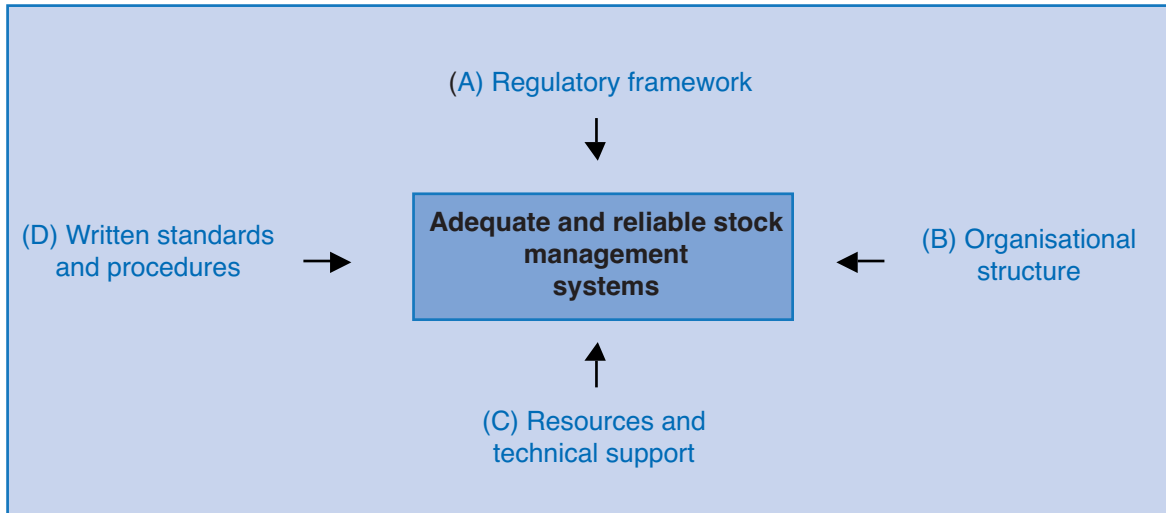 (A) Regulatory framework
(D) Written standards
and procedures
Adequate and reliable stock
management
systems
(B) Organisational
structure
(C) Resources and
technical support